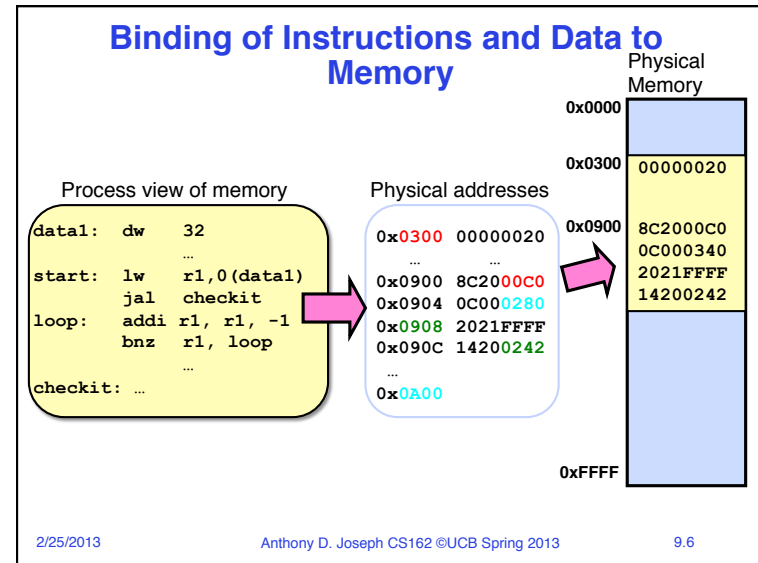 Binding of Instructions and Data to
Memory
Physical
Memory
0x0000
0x0300
00000020
0x0900
8C2000C0
0C000340
2021FFFF
14200242
0xFFFF
Process view of memory
data1: dw 32
…
start: lw r1,0(data1)
jal checkit
loop: addi r1, r1, -1
bnz r1, loop
…
checkit: …
Physical addresses
0x0300 00000020
… …
0x0900 8C2000C0
0x0904 0C000280
0x0908 2021FFFF
0x090C 14200242
…
0x0A00
2/25/2013
Anthony D. Joseph CS162 ©UCB Spring 2013
9.6